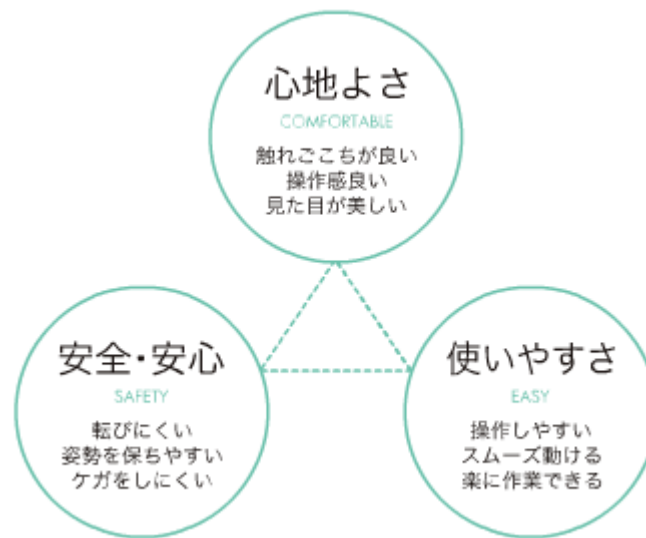 心地よさ
COMFORTABLE
触れごこちが良い
操作感良い
見た目が美しい
安全・安心
SAFETY
転びにくい
姿勢を保ちやすい
ケガをしにくい
使いやすさ
EASY
操作しやすい
スムーズ動ける
楽に作業できる